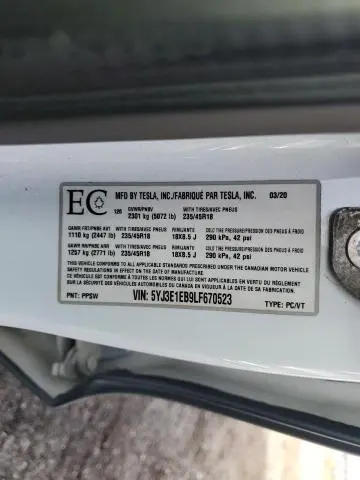 EC
126
MFD BY TESLA, INC./FABRIQUÉ PAR TESLA, INC. 03/20
GVWR/PNBV WITH TIRES/AVEC PNEUS
2301 kg (5072 lb) 235/45R18
GAWR FRT/PNBE AVT WITH TIRES/AVEC PNEUS RIMS/JANTE COLD TIRE PRESSURE/PRESSION DES PNEUS À FROID
1110 kg (2447 lb) 235/45R18 18X8.5 J 290 kPa, 42 psi
GAWR RR/PNBE ARR WITH TIRES/AVEC PNEUS RIMS/JANTE COLD TIRE PRESSURE/PRESSION DES PNEUS À FROID
1257 kg (2771 lb) 235/45R18 18X8.5 J 290 kPa, 42 psi
THIS VEHICLE CONFORMS TO ALL APPLICABLE STANDARDS PRESCRIBED UNDER THE CANADIAN MOTOR VEHICLE
SAFETY REGULATIONS IN EFFECT ON THE DATE OF MANUFACTURE. / CE VÉHICULE EST CONFORME À TOUTES
LES NORMES QUI LUI SONT APPLICABLES EN VERTU DU RÈGLEMENT
SUR LA SÉCURITÉ DES VÉHICULES AUTOMOBILES DU CANADA EN VIGUEUR À LA DATE DE SA FABRICATION.
PNT: PPSW VIN: 5YJ3E1EB9LF670523 TYPE: PC/VT